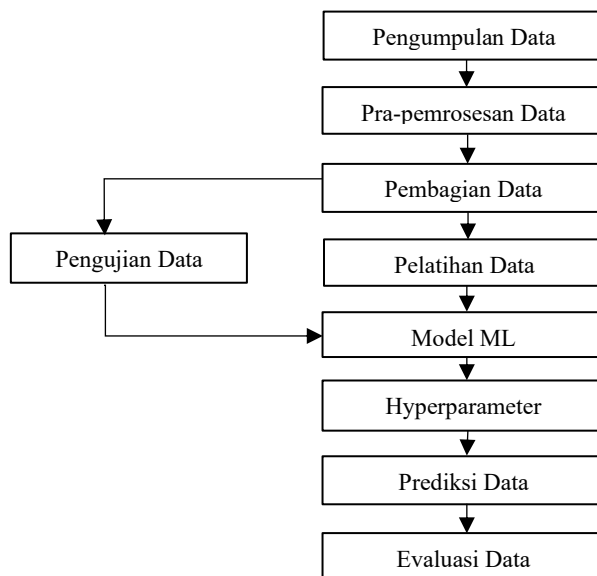 Pengumpulan Data
Pra-pemrosesan Data
Pembagian Data
Pengujian Data
Pelatihan Data
Model ML
Hyperparameter
Prediksi Data
Evaluasi Data